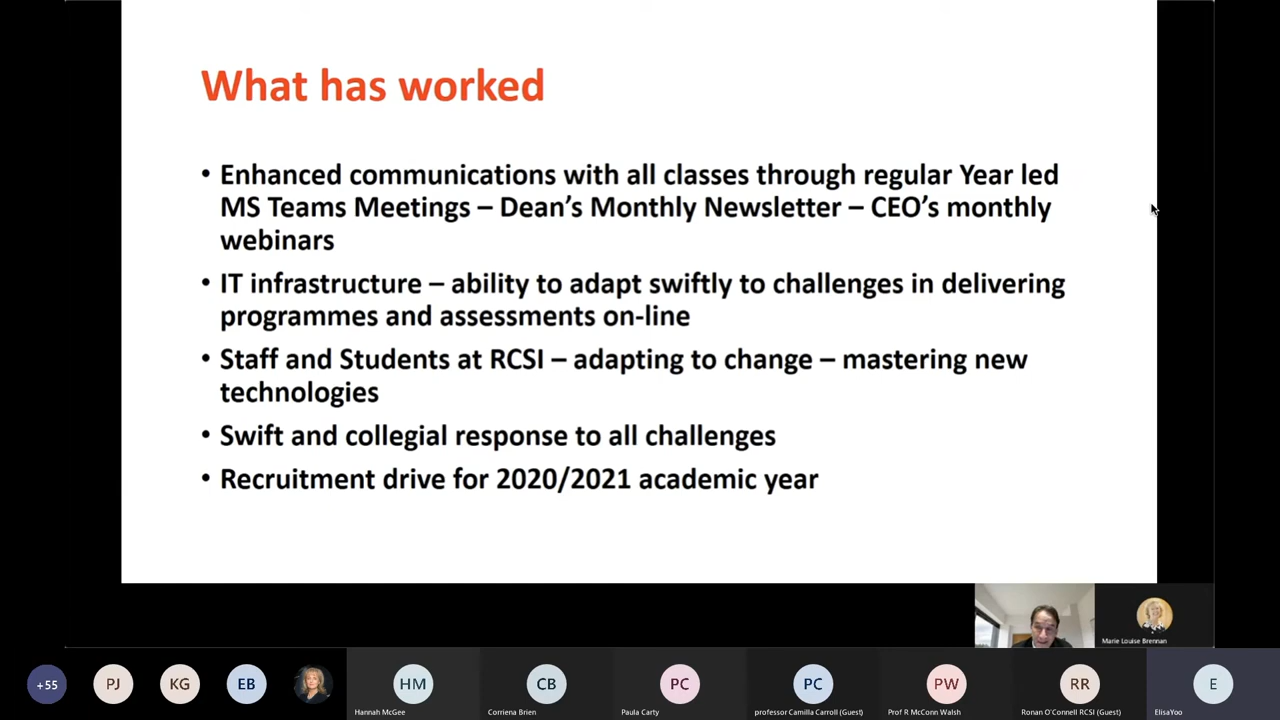 What has worked
• Enhanced communications with all classes through regular Year led
MS Teams Meetings – Dean's Monthly Newsletter – CEO's monthly
webinars
• IT infrastructure – ability to adapt swiftly to challenges in delivering
programmes and assessments on-line
• Staff and Students at RCSI – adapting to change – mastering new
technologies
• Swift and collegial response to all challenges
• Recruitment drive for 2020/2021 academic year
Marie Louise Brennan
+55
PJ
KG
EB
HM
CB
PC
PC
PW
RR
E
Hannah McGee
Corriena Brien
Paula Carty
professor Camilla Carroll (Guest)
Prof R McConn Walsh
Ronan O'Connell RCSI (Guest)
ElisaYoo